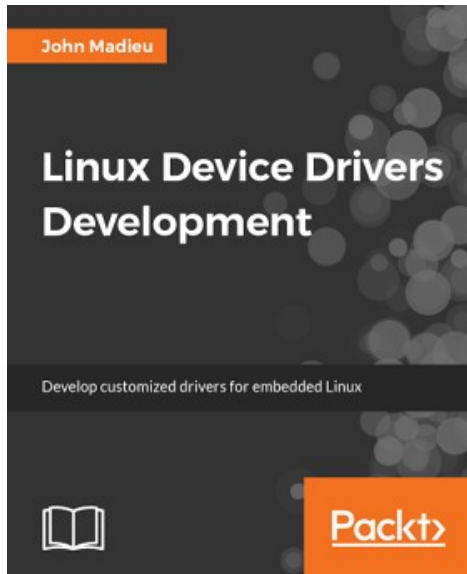 John Madieu
Linux Device Drivers
Development
Develop customized drivers for embedded Linux
Packt>